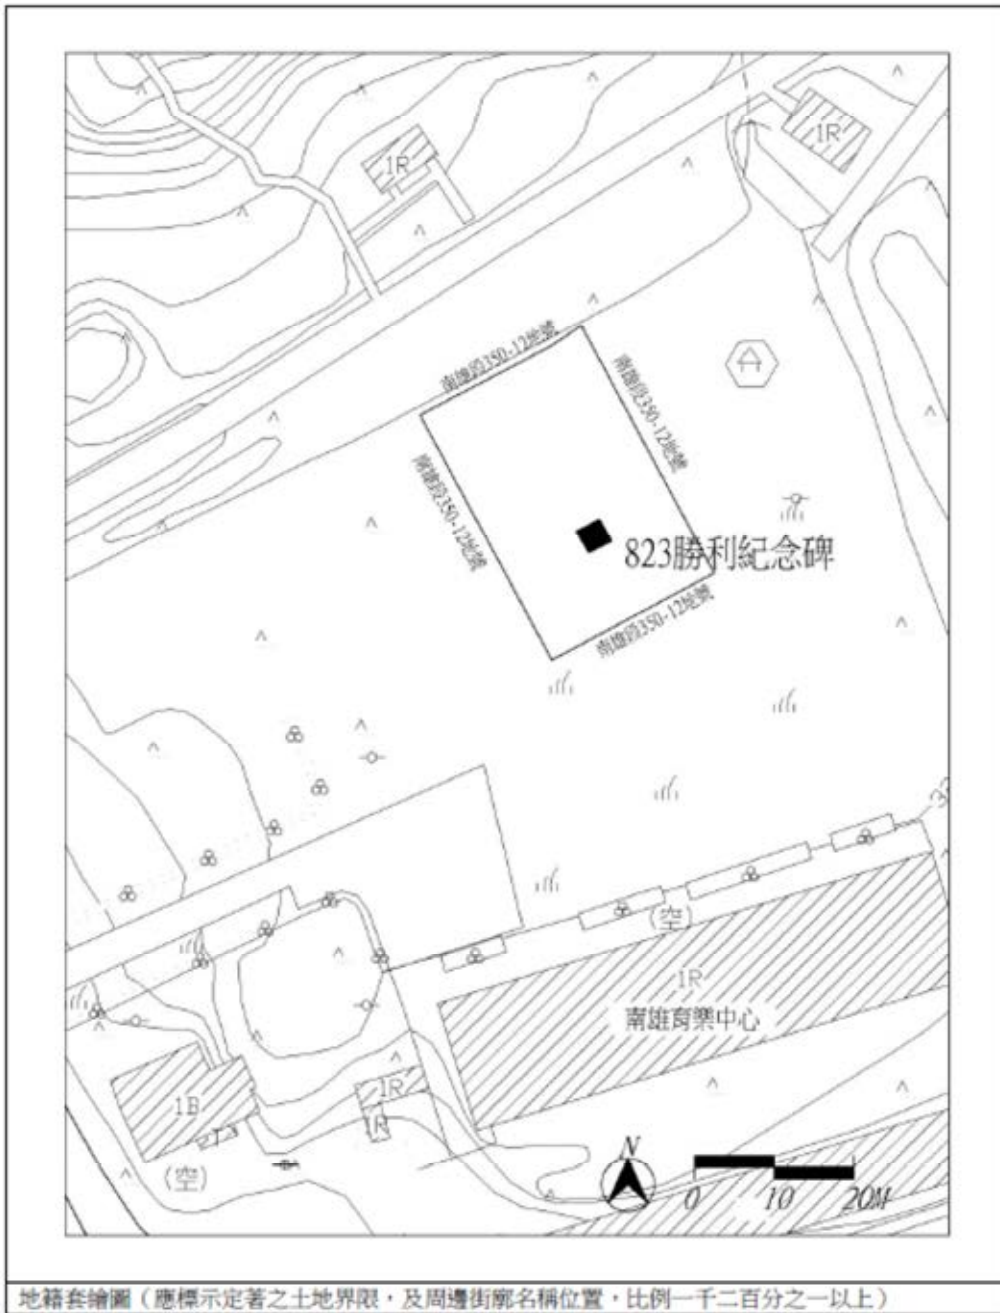 1R
1R
南雄段350-12地號
南雄段350-12地號
南雄段350-12地號
823勝利紀念碑
南雄段350-12地號
(空)
1R
南雄育樂中心
1R
1B
1R
(空)
N
0 10 20M
地籍套繪圖（應標示定著之土地界限，及周邊街廓名稱位置，比例一千二百分之一以上）